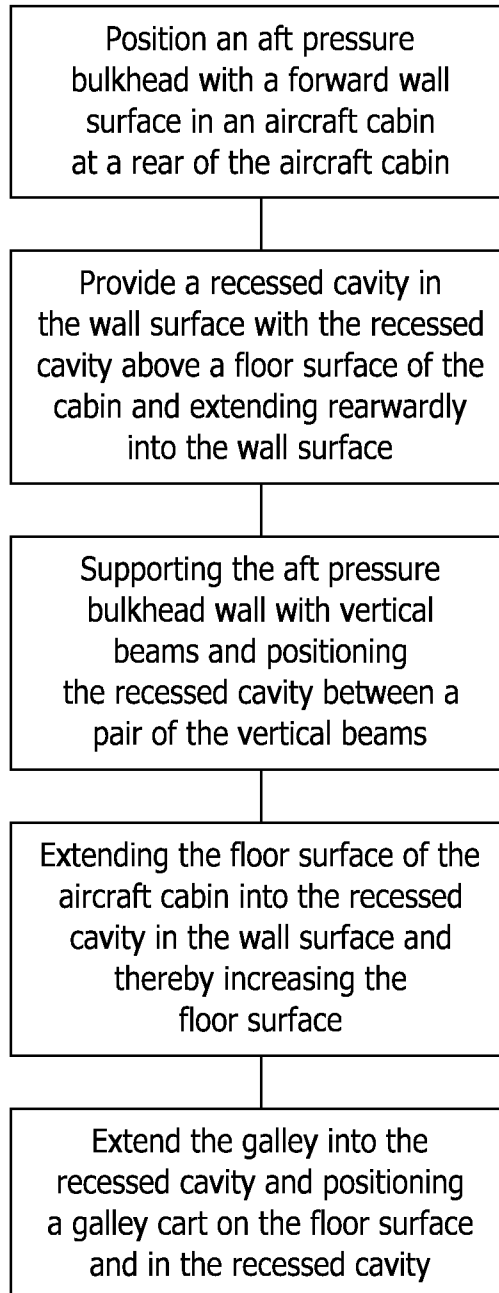 Position an aft pressure
bulkhead with a forward wall
surface in an aircraft cabin
at a rear of the aircraft cabin
Provide a recessed cavity in
the wall surface with the recessed
cavity above a floor surface of the
cabin and extending rearwardly
into the wall surface
Supporting the aft pressure
bulkhead wall with vertical
beams and positioning
the recessed cavity between a
pair of the vertical beams
Extending the floor surface of the
aircraft cabin into the recessed
cavity in the wall surface and
thereby increasing the
floor surface
Extend the galley into the
recessed cavity and positioning
a galley cart on the floor surface
and in the recessed cavity